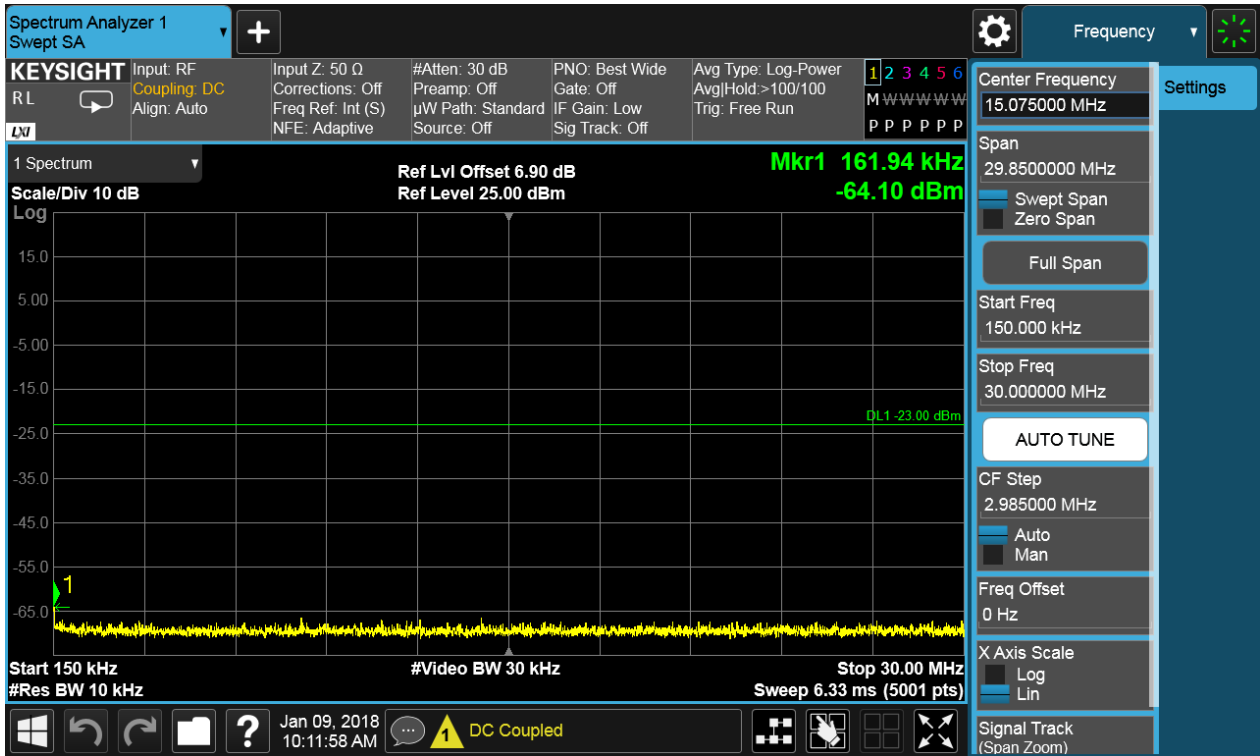 Spectrum Analyzer 1
Swept SA
Frequency
KEYSIGHT
RL
LXI
Input: RF
Coupling: DC
Align: Auto
Input Z: 50 Ω
Corrections: Off
Freq Ref: Int (S)
NFE: Adaptive
#Atten: 30 dB
Preamp: Off
µW Path: Standard
Source: Off
PNO: Best Wide
Gate: Off
IF Gain: Low
Sig Track: Off
Avg Type: Log-Power
Avg|Hold:>100/100
Trig: Free Run
1 2 3 4 5 6
M W W W W W
P P P P P P
1 Spectrum
Scale/Div 10 dB
Ref Lvl Offset 6.90 dB
Ref Level 25.00 dBm
Mkr1 161.94 kHz
-64.10 dBm
Log
15.0
5.00
-5.00
-15.0
DL1 -23.00 dBm
-25.0
-35.0
-45.0
-55.0
1
-65.0
Start 150 kHz
#Video BW 30 kHz
Stop 30.00 MHz
#Res BW 10 kHz
Sweep 6.33 ms (5001 pts)
Center Frequency
15.075000 MHz
Settings
Span
29.8500000 MHz
Swept Span
Zero Span
Full Span
Start Freq
150.000 kHz
Stop Freq
30.000000 MHz
AUTO TUNE
CF Step
2.985000 MHz
Auto
Man
Freq Offset
0 Hz
X Axis Scale
Log
Lin
Signal Track
(Span Zoom)
?
Jan 09, 2018
10:11:58 AM
1
DC Coupled